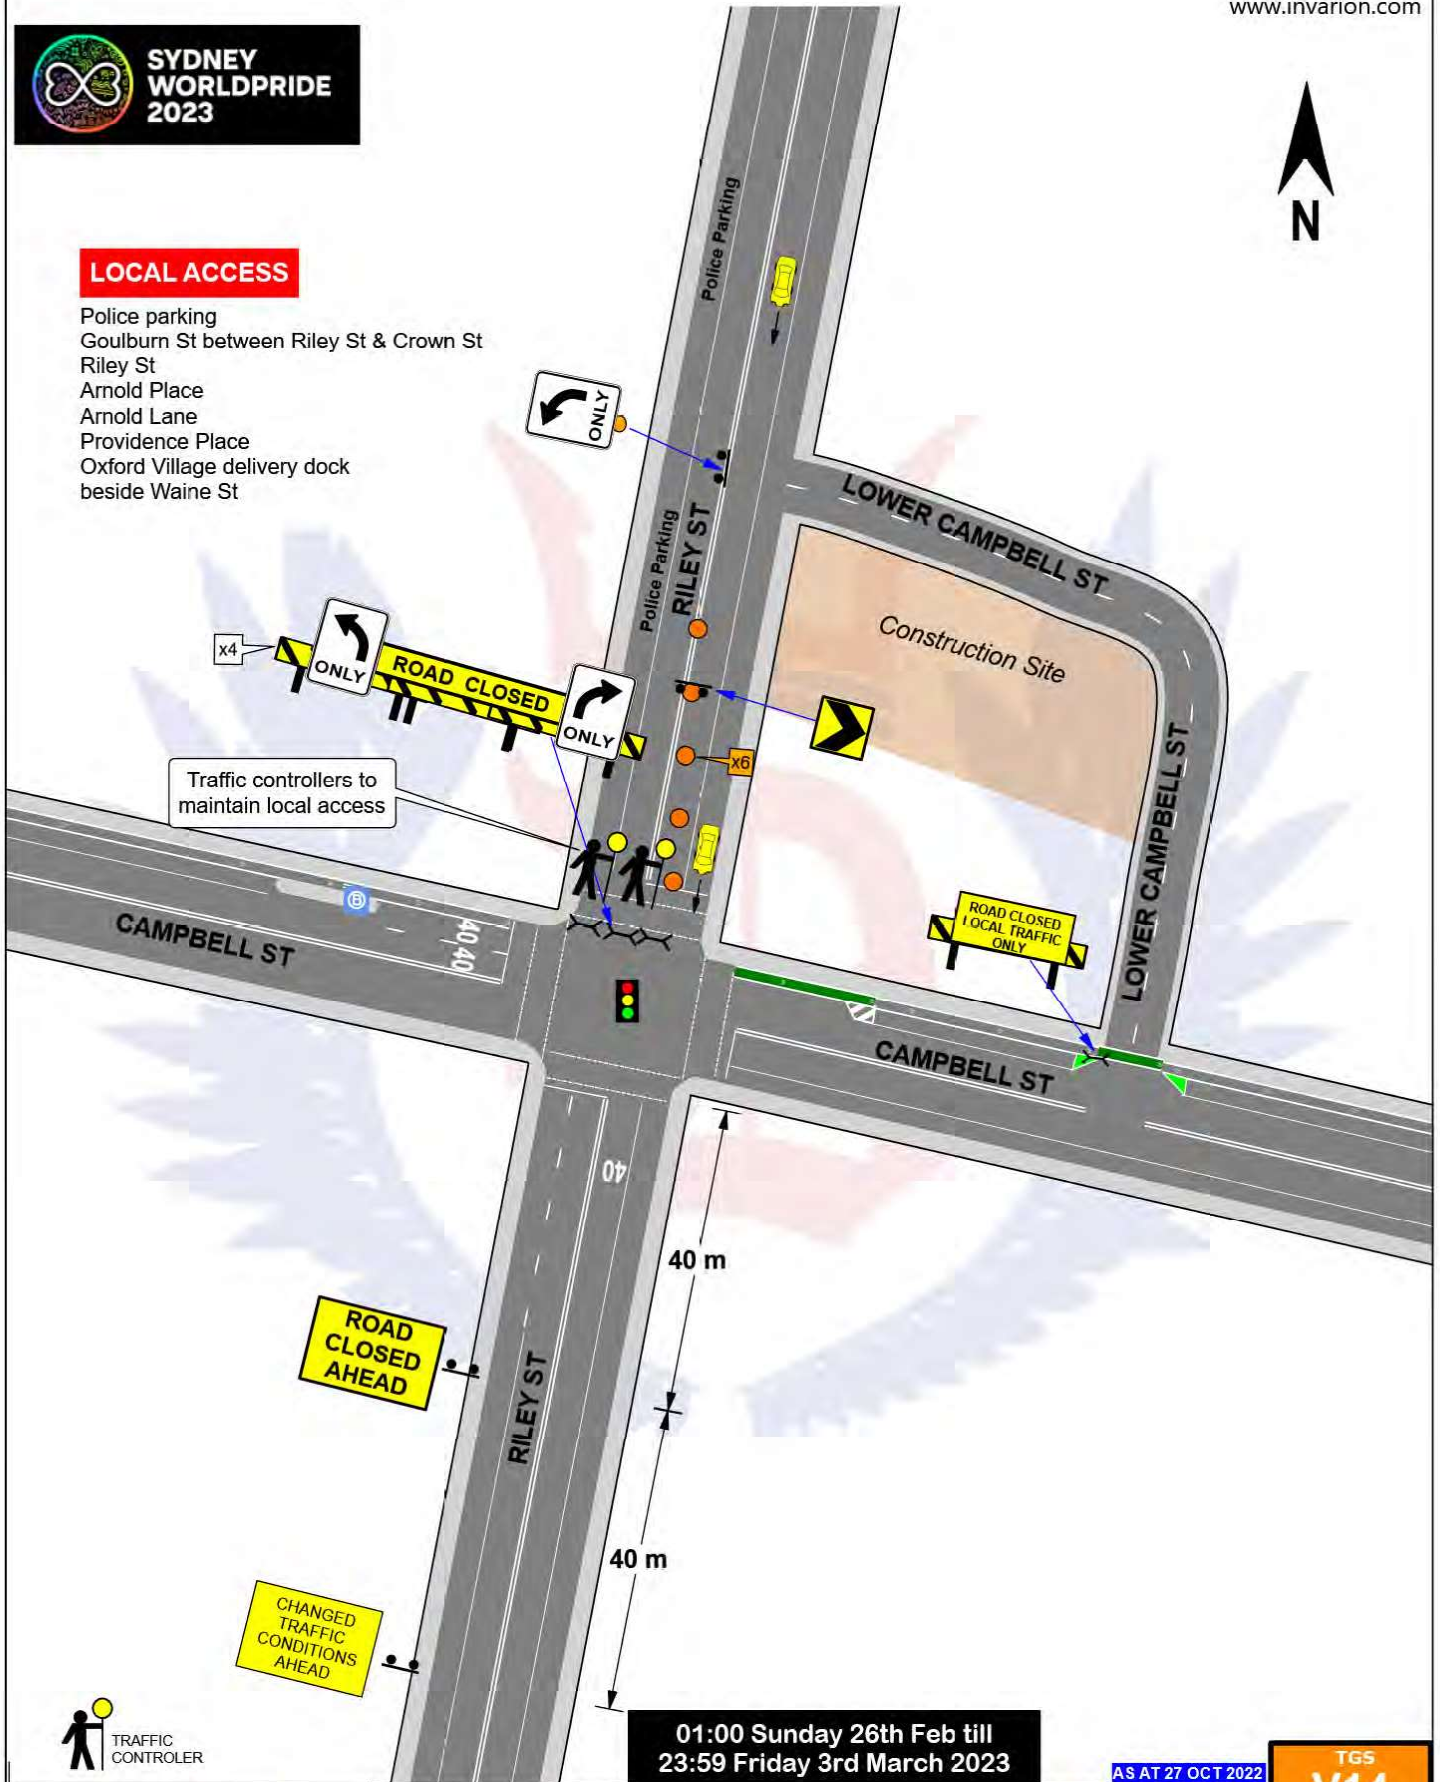 www.invarion.com
SYDNEY
WORLDPRIDE
2023
N
LOCAL ACCESS
Police parking
Goulburn St between Riley St & Crown St
Riley St
Arnold Place
Arnold Lane
Providence Place
Oxford Village delivery dock
beside Waine St
Police Parking
ONLY
LOWER CAMPBELL ST
Police Parking
RILEY ST
Construction Site
x4
ONLY
ROAD CLOSED
ONLY
x6
Traffic controllers to
maintain local access
LOWER CAMPBELL ST
B
CAMPBELL ST
40
40
ROAD CLOSED
LOCAL TRAFFIC
ONLY
CAMPBELL ST
40
40 m
ROAD
CLOSED
AHEAD
RILEY ST
40 m
CHANGED
TRAFFIC
CONDITIONS
AHEAD
TRAFFIC
CONTROLER
01:00 Sunday 26th Feb till
23:59 Friday 3rd March 2023
AS AT 27 OCT 2022
TGS